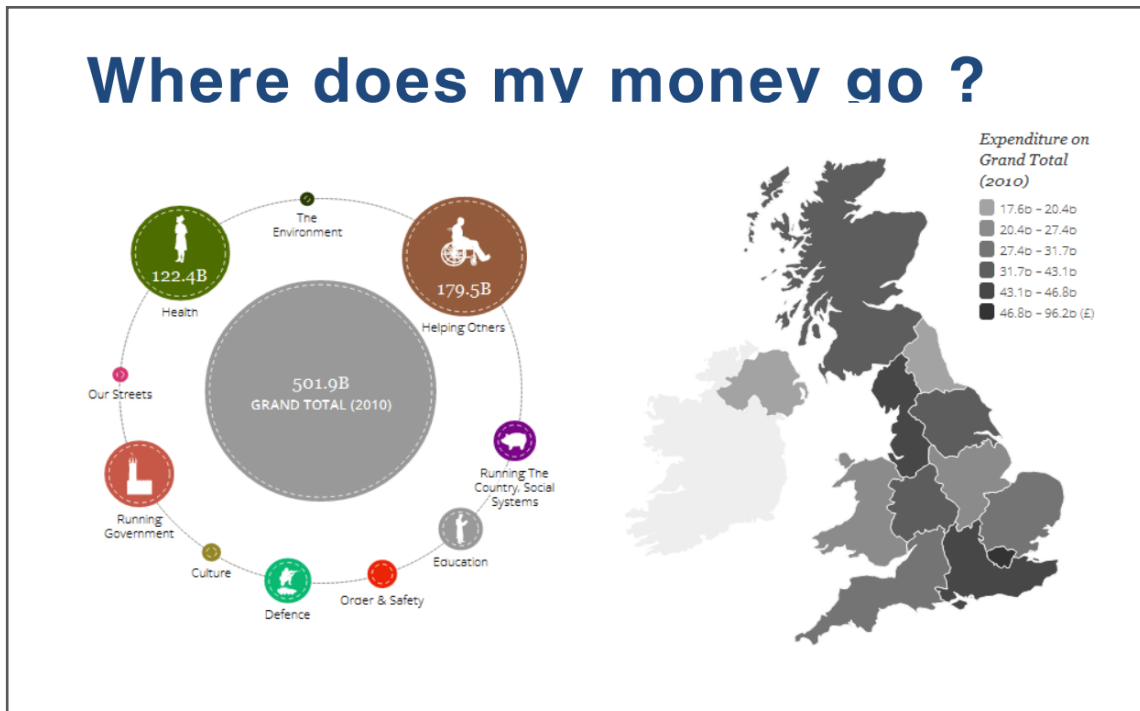 Where does my money go ?
The
Environment
122.4B
Health
179.5B
Helping Others
Our Streets
501.9B
GRAND TOTAL (2010)
Running The
Country, Social
Systems
Running
Government
Education
Culture
Order & Safety
Defence
Expenditure on
Grand Total
(2010)
17.6b – 20.4b
20.4b – 27.4b
27.4b – 31.7b
31.7b – 43.1b
43.1b – 46.8b
46.8b – 96.2b (£)